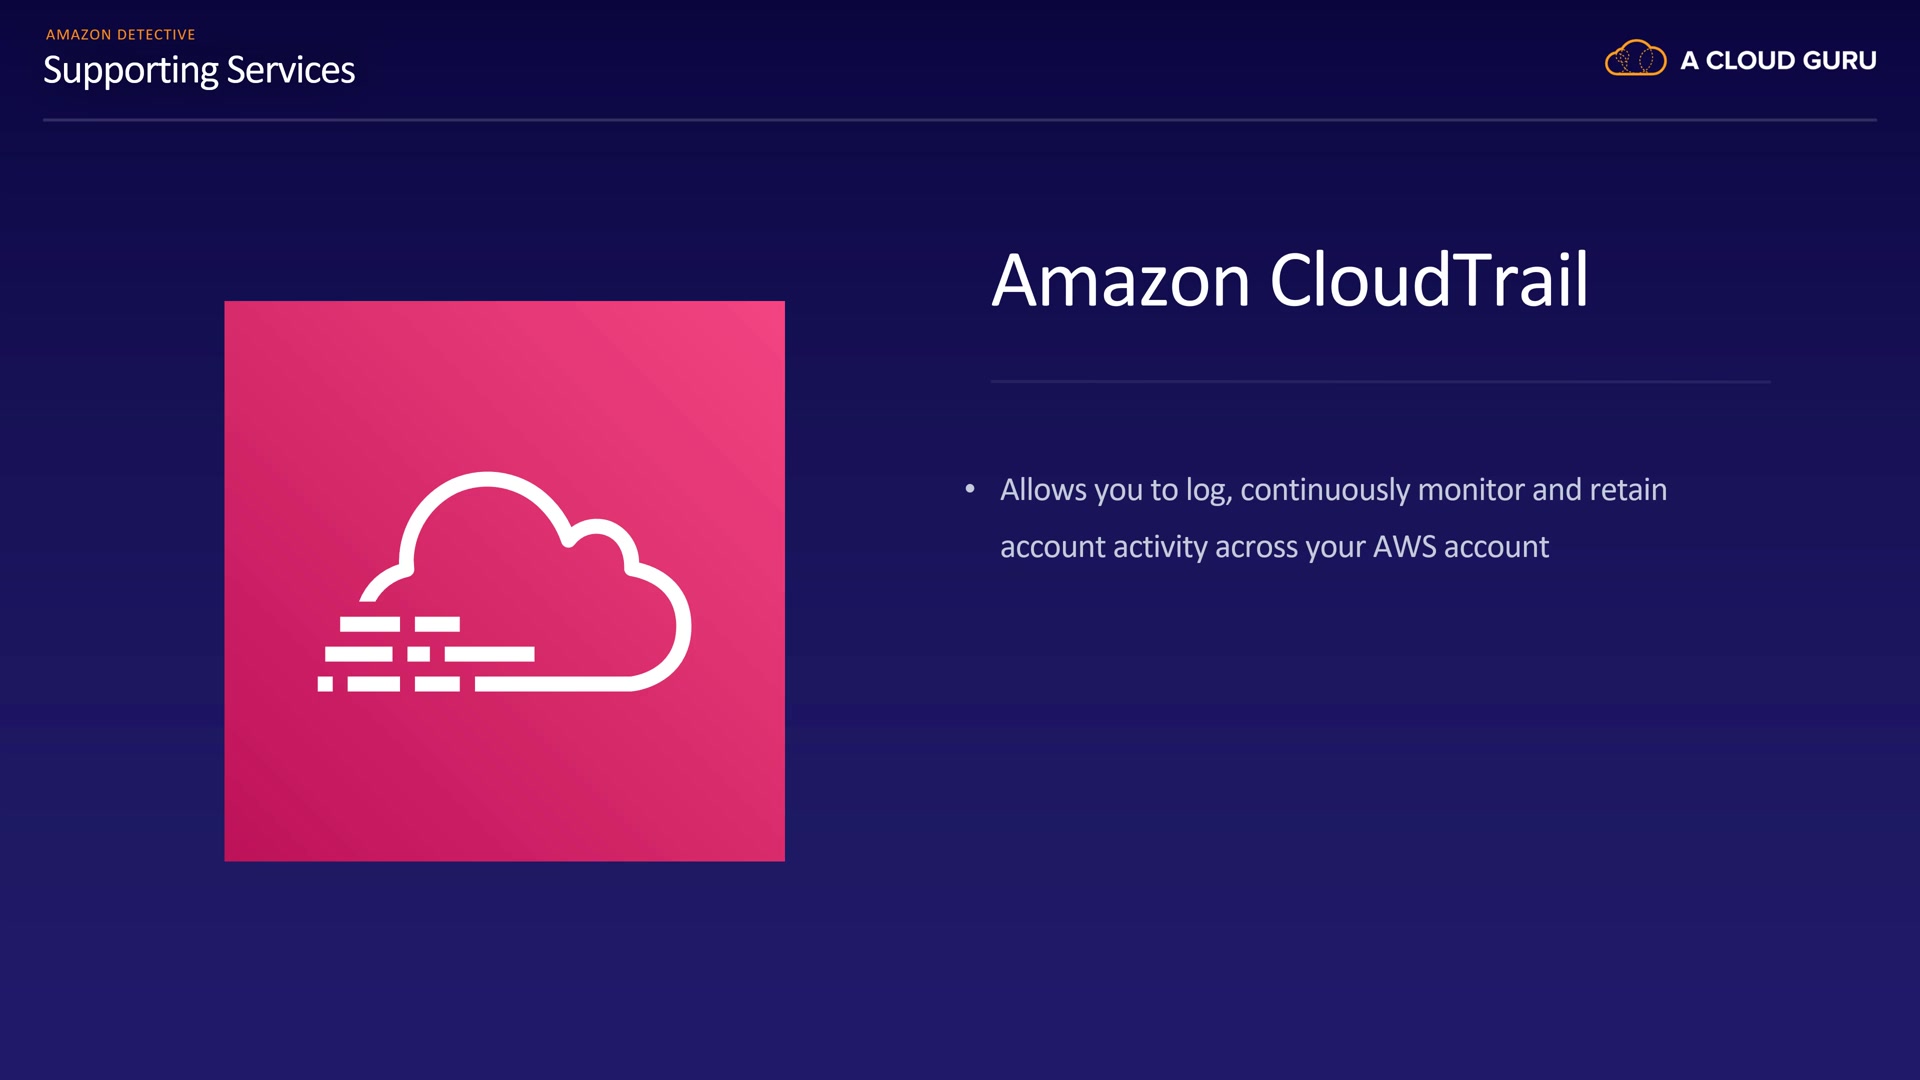 AMAZON DETECTIVE
Supporting Services
A CLOUD GURU
Amazon CloudTrail
• Allows you to log, continuously monitor and retain
account activity across your AWS account